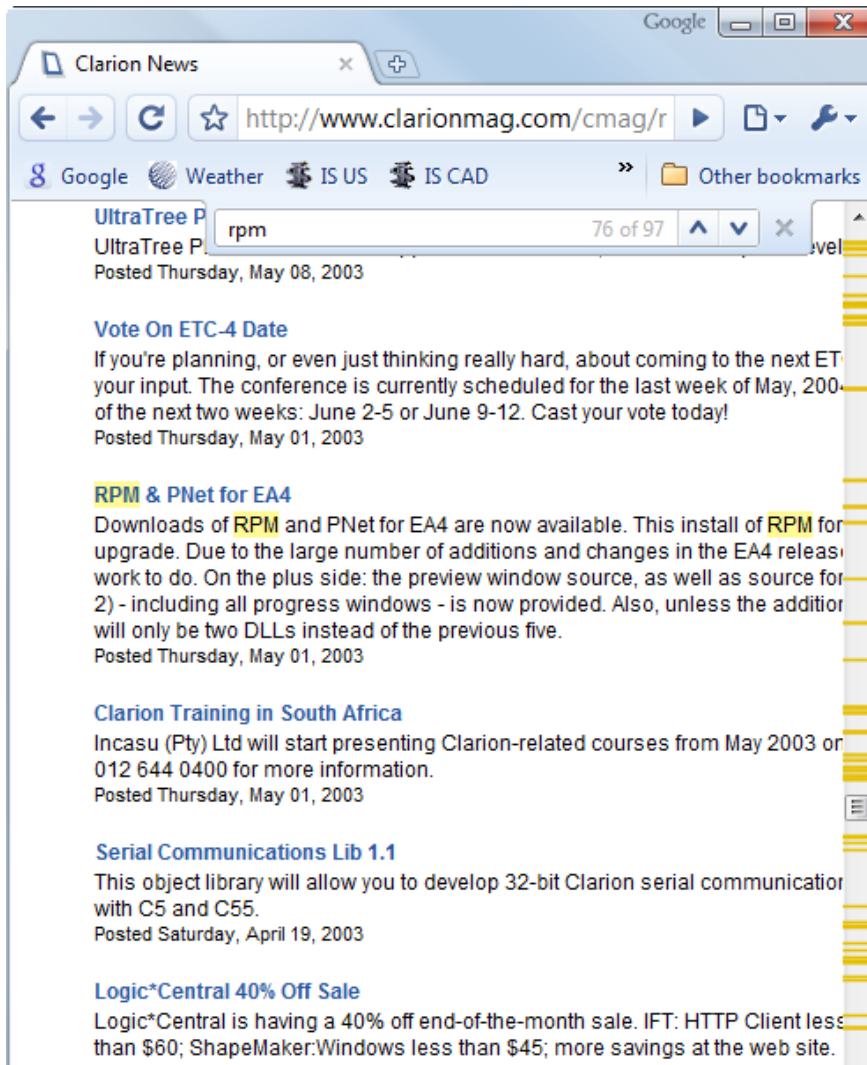 Google
Clarion News
http://www.clarionmag.com/cmag/r
Google Weather IS US IS CAD » Other bookmarks
rpm 76 of 97
UltraTree P
UltraTree P
Posted Thursday, May 08, 2003
Vote On ETC-4 Date
If you're planning, or even just thinking really hard, about coming to the next ET
your input. The conference is currently scheduled for the last week of May, 200
of the next two weeks: June 2-5 or June 9-12. Cast your vote today!
Posted Thursday, May 01, 2003
RPM & PNet for EA4
Downloads of RPM and PNet for EA4 are now available. This install of RPM for
upgrade. Due to the large number of additions and changes in the EA4 releas
work to do. On the plus side: the preview window source, as well as source for
2) - including all progress windows - is now provided. Also, unless the addition
will only be two DLLs instead of the previous five.
Posted Thursday, May 01, 2003
Clarion Training in South Africa
Incasu (Pty) Ltd will start presenting Clarion-related courses from May 2003 on
012 644 0400 for more information.
Posted Thursday, May 01, 2003
Serial Communications Lib 1.1
This object library will allow you to develop 32-bit Clarion serial communication
with C5 and C55.
Posted Saturday, April 19, 2003
Logic*Central 40% Off Sale
Logic*Central is having a 40% off end-of-the-month sale. IFT: HTTP Client less
than $60; ShapeMaker:Windows less than $45; more savings at the web site.